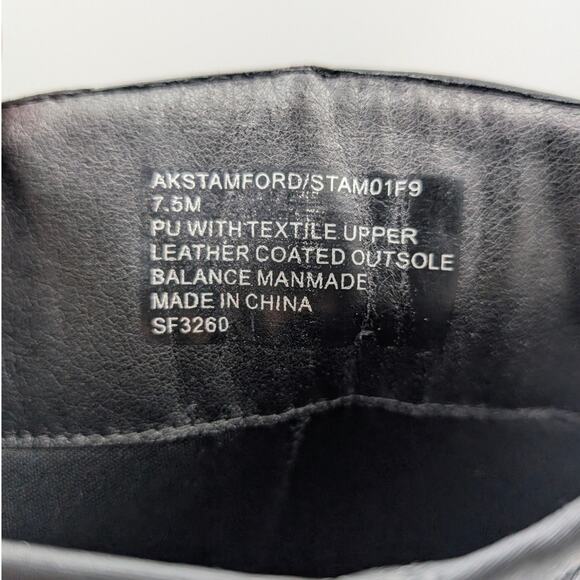 AKSTAMFORD/STAM01F9
7.5M
PU WITH TEXTILE UPPER
LEATHER COATED OUTSOLE
BALANCE MANMADE
MADE IN CHINA
SF3260